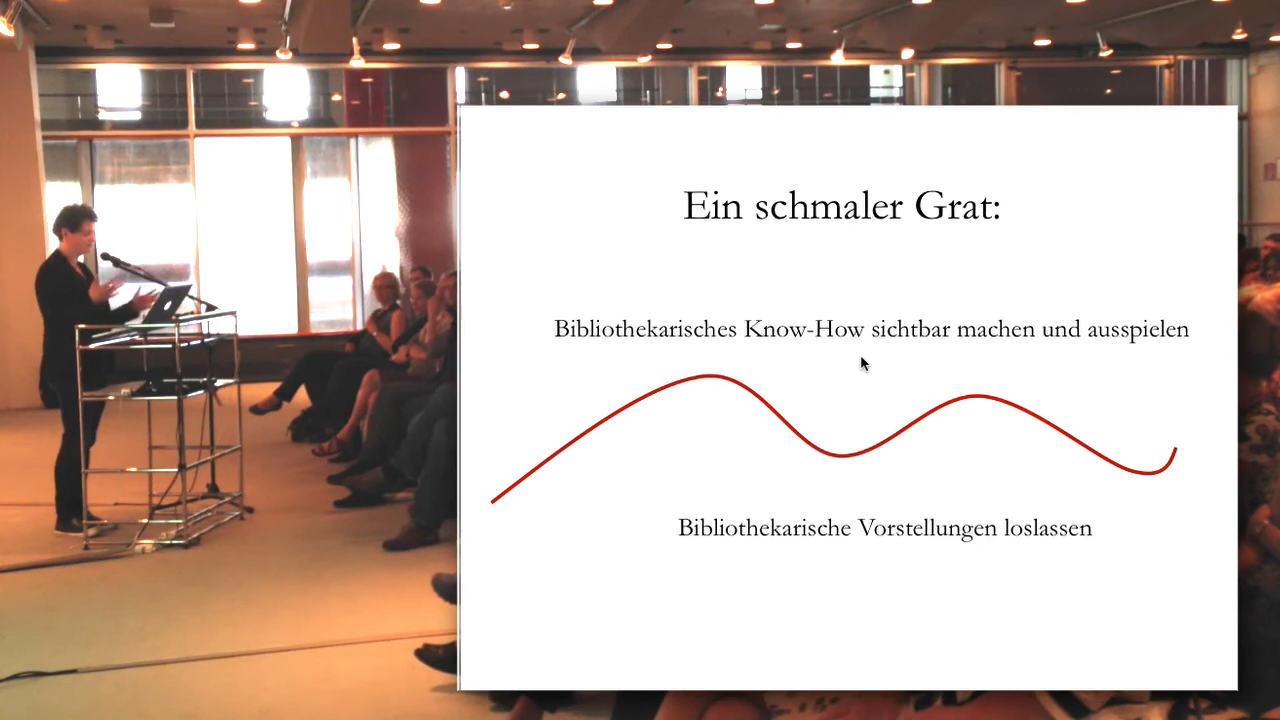 Ein schmaler Grat:
Bibliothekarisches Know-How sichtbar machen und ausspielen
Bibliothekarische Vorstellungen loslassen